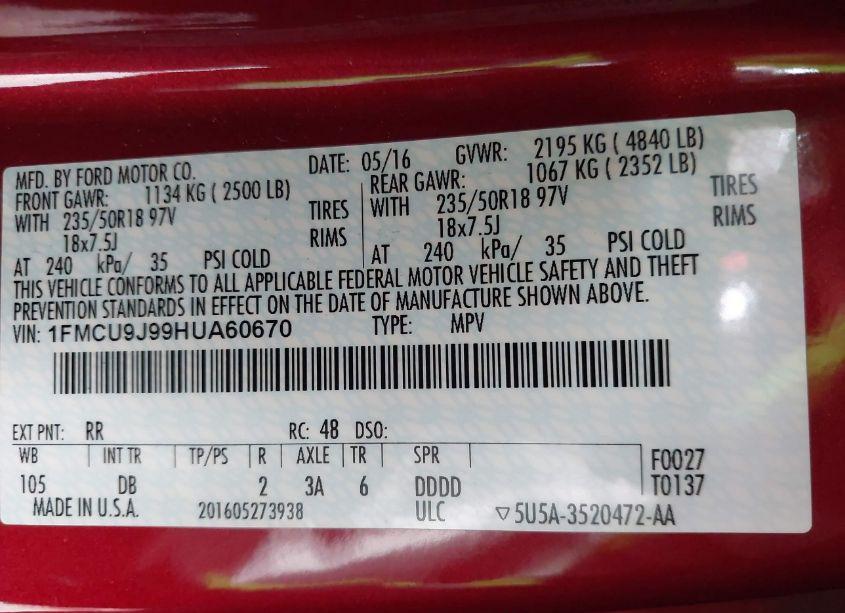 MFD. BY FORD MOTOR CO. DATE: 05/16 GVWR: 2195 KG ( 4840 LB)
FRONT GAWR: 1134 KG ( 2500 LB) REAR GAWR: 1067 KG ( 2352 LB)
WITH 235/50R18 97V TIRES WITH 235/50R18 97V TIRES
18x7.5J RIMS 18x7.5J RIMS
AT 240 kPa/ 35 PSI COLD AT 240 kPa/ 35 PSI COLD
THIS VEHICLE CONFORMS TO ALL APPLICABLE FEDERAL MOTOR VEHICLE SAFETY AND THEFT
PREVENTION STANDARDS IN EFFECT ON THE DATE OF MANUFACTURE SHOWN ABOVE.
VIN: 1FMCU9J99HUA60670 TYPE: MPV
EXT PNT: RR RC: 48 DSO:
WB INT TR TP/PS R AXLE TR SPR F0027
105 DB 2 3A 6 DDDD T0137
MADE IN U.S.A. 201605273938 ULC ▽5U5A-3520472-AA